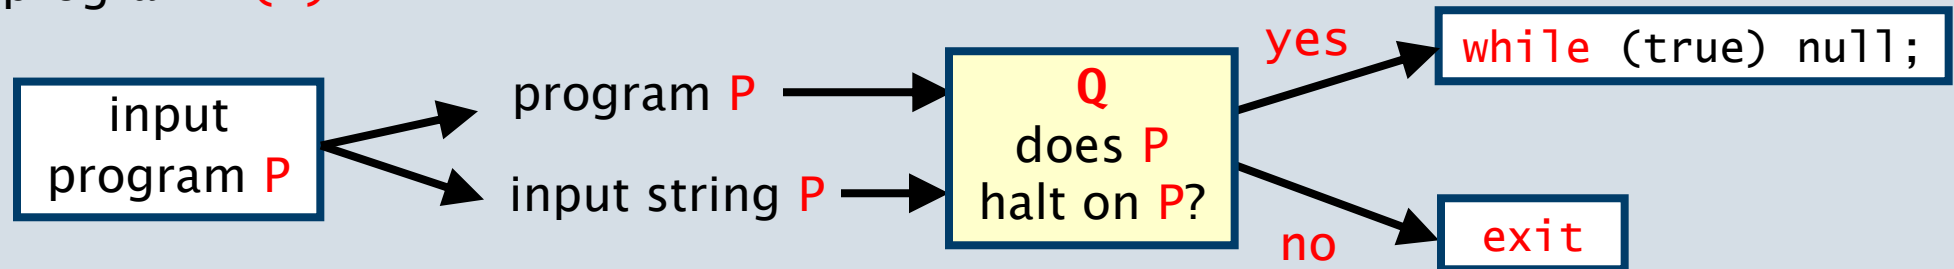 input
program P
program P
input string P
Q
does P
halt on P?
yes
no
while (true) null;
exit